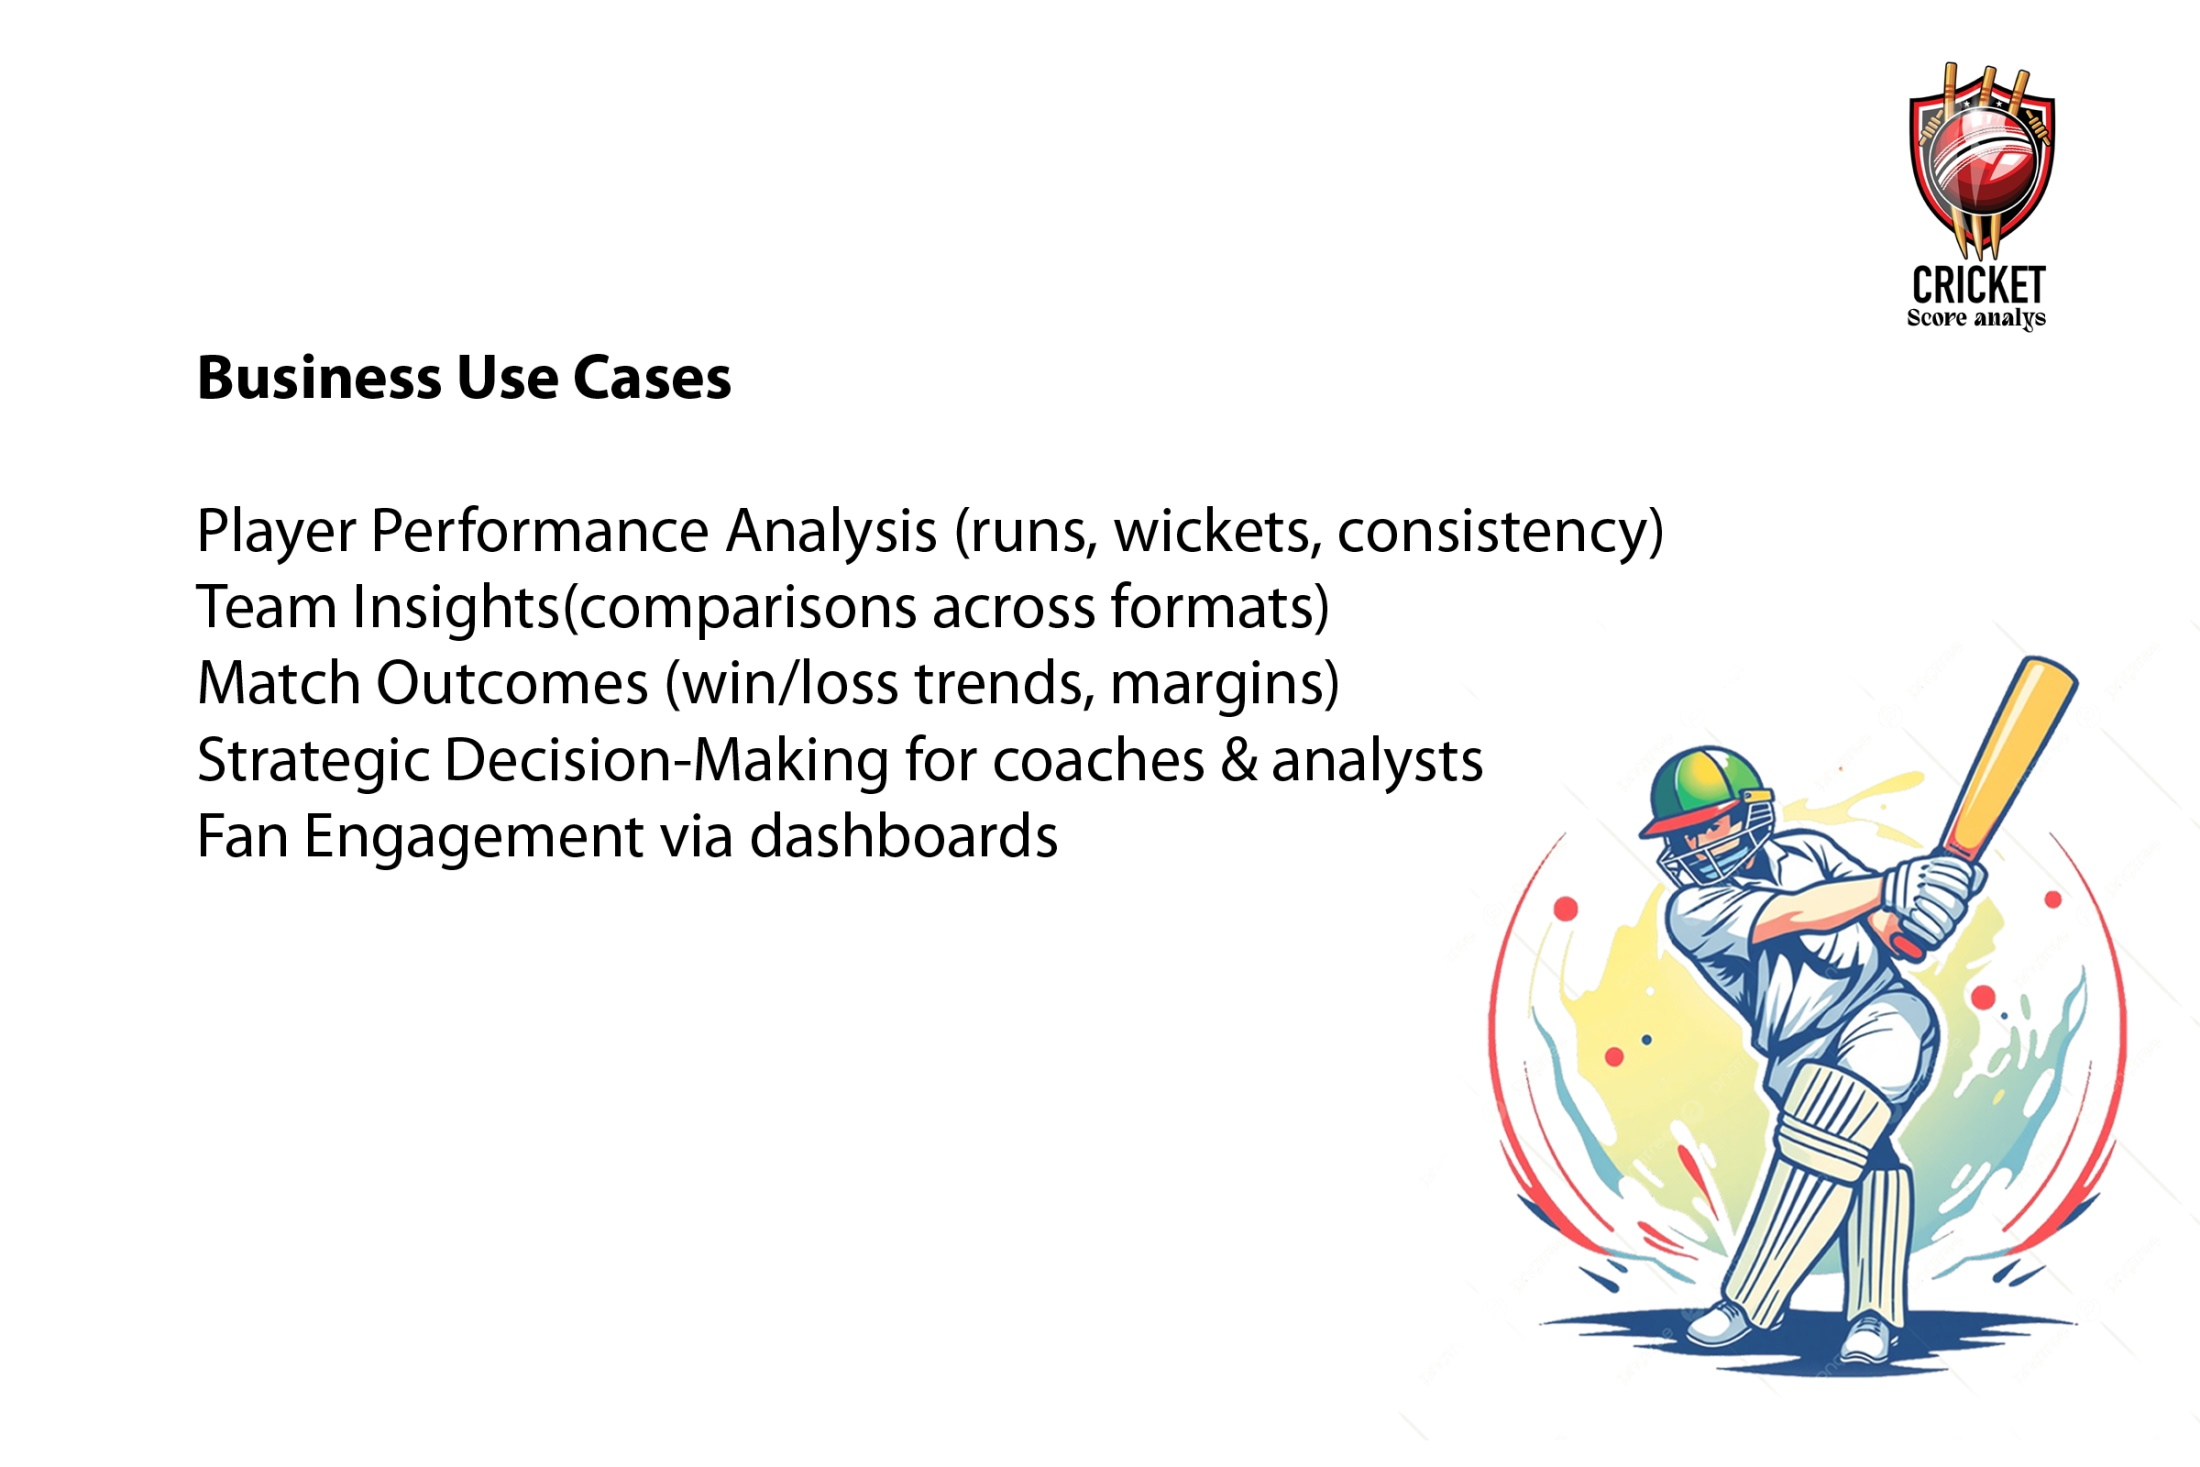 CRICKET
Score analys
Business Use Cases
Player Performance Analysis (runs, wickets, consistency)
Team Insights(comparisons across formats)
Match Outcomes (win/loss trends, margins)
Strategic Decision-Making for coaches & analysts
Fan Engagement via dashboards